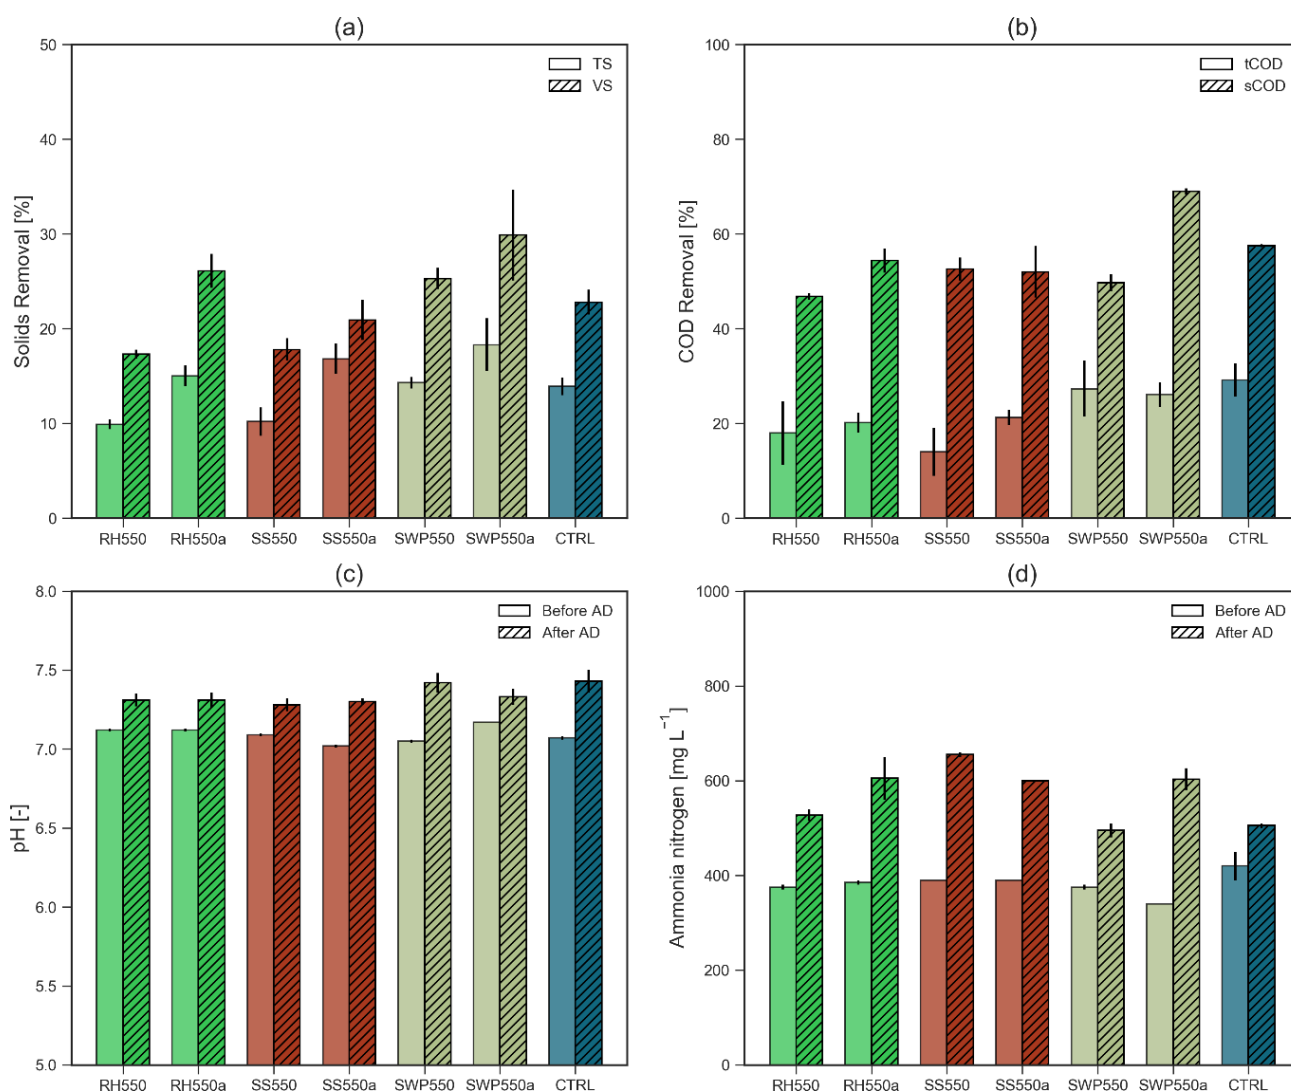 (a)
50
40
30
20
10
0
Solids Removal [%]
TS
VS
RH550 RH550a SS550 SS550a SWP550 SWP550a CTRL
(b)
100
80
60
40
20
0
COD Removal [%]
tCOD
sCOD
RH550 RH550a SS550 SS550a SWP550 SWP550a CTRL
(c)
8.0
7.5
7.0
6.5
6.0
5.5
5.0
pH [-]
Before AD
After AD
RH550 RH550a SS550 SS550a SWP550 SWP550a CTRL
(d)
1000
800
600
400
200
0
Ammonia nitrogen [mg L⁻¹]
Before AD
After AD
RH550 RH550a SS550 SS550a SWP550 SWP550a CTRL